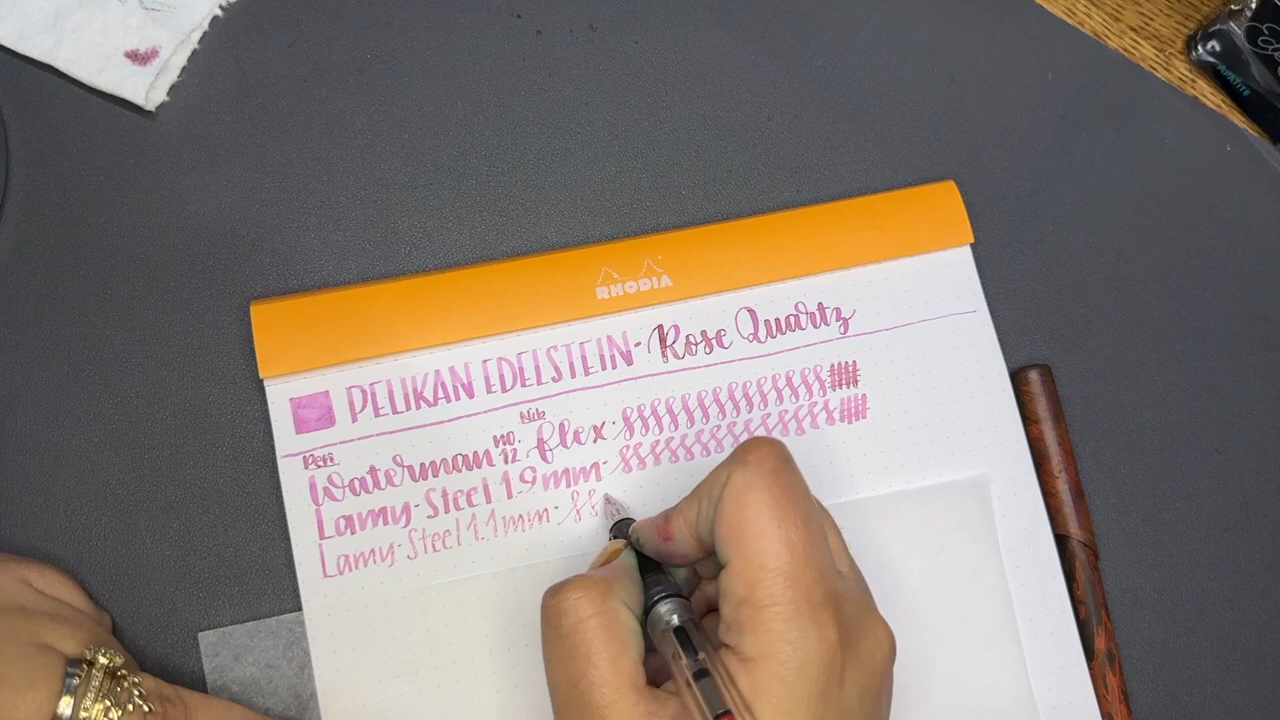 APATITE
RHODIA
PELIKAN EDELSTEIN- Rose Quartz
Pen Nib
Waterman no. 12 flex.
Lamy-Steel 1.9mm-
Lamy-Steel 1.1mm-